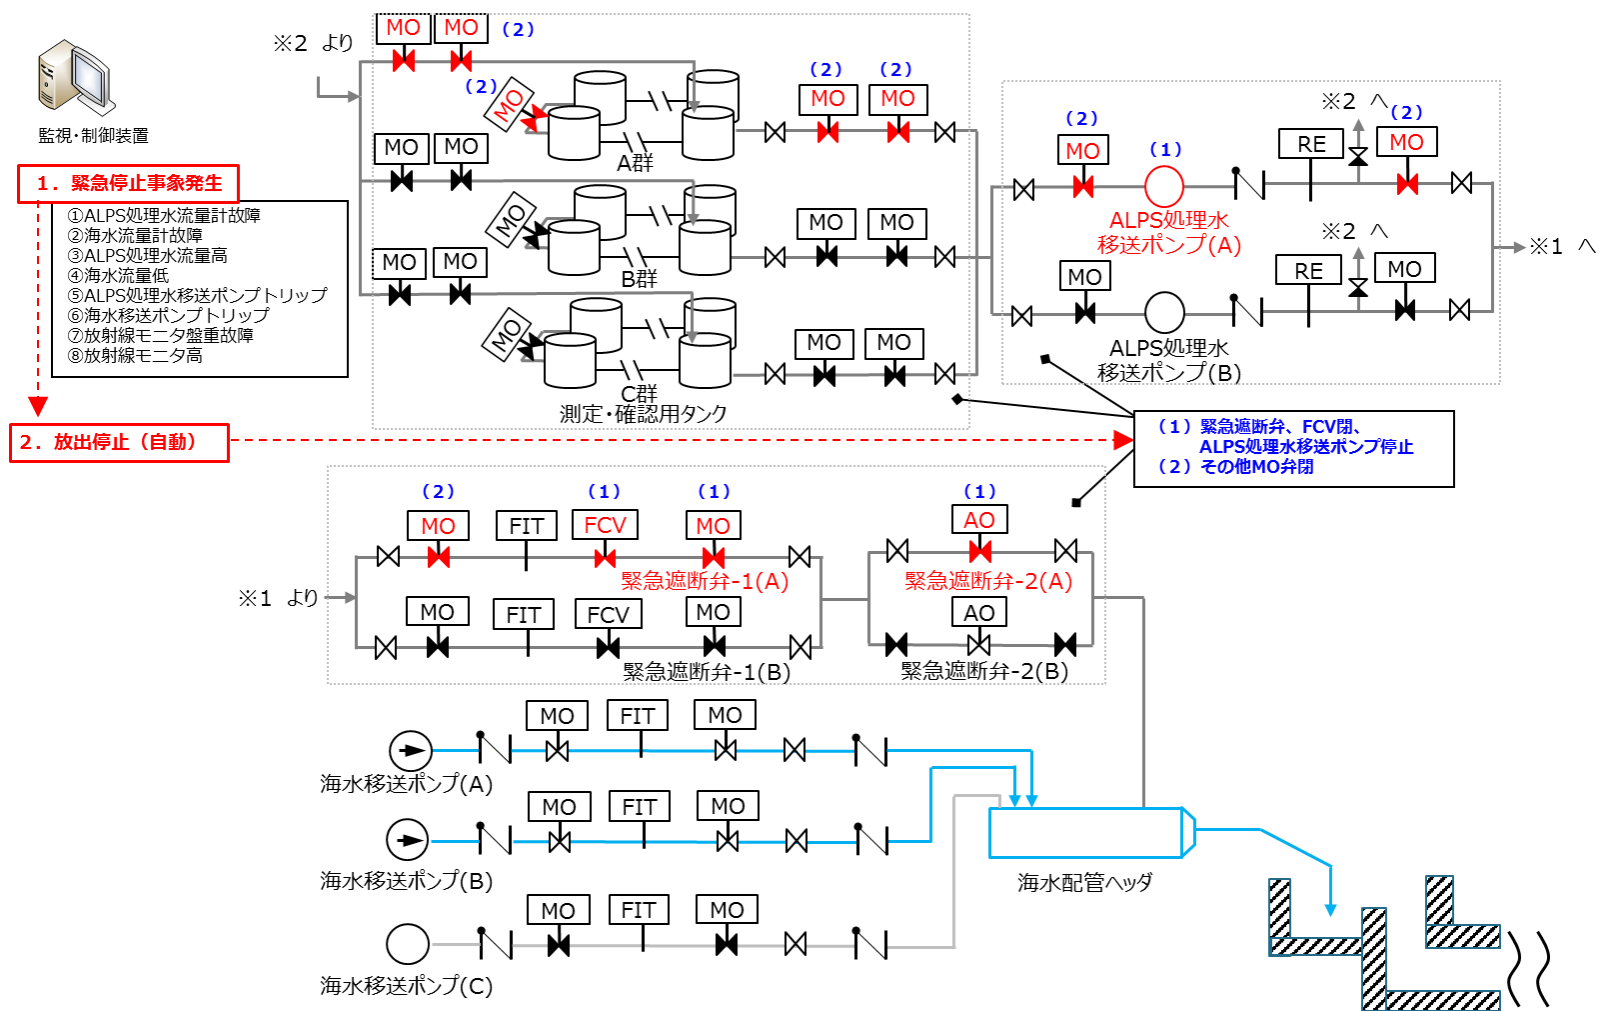 監視・制御装置
1．緊急停止事象発生
①ALPS処理水流量計故障
②海水流量計故障
③ALPS処理水流量高
④海水流量低
⑤ALPS処理水移送ポンプトリップ
⑥海水移送ポンプトリップ
⑦放射線モニタ盤重故障
⑧放射線モニタ高
2．放出停止（自動）
※2 より
MO
MO
（2）
（2）
MO
A群
（2）
（2）
MO
MO
MO
MO
MO
B群
MO
MO
MO
MO
MO
C群
MO
MO
測定・確認用タンク
（2）
MO
（1）
ALPS処理水
移送ポンプ(A)
RE
※2 へ
（2）
MO
MO
ALPS処理水
移送ポンプ(B)
RE
※2 へ
MO
※1 へ
（1）緊急遮断弁、FCV閉、
ALPS処理水移送ポンプ停止
（2）その他MO弁閉
※1 より
（2）
（1）
（1）
（1）
MO
FIT
FCV
MO
AO
緊急遮断弁-1(A)
緊急遮断弁-2(A)
MO
FIT
FCV
MO
AO
緊急遮断弁-1(B)
緊急遮断弁-2(B)
MO
FIT
MO
海水移送ポンプ(A)
MO
FIT
MO
海水移送ポンプ(B)
海水配管ヘッダ
MO
FIT
MO
海水移送ポンプ(C)